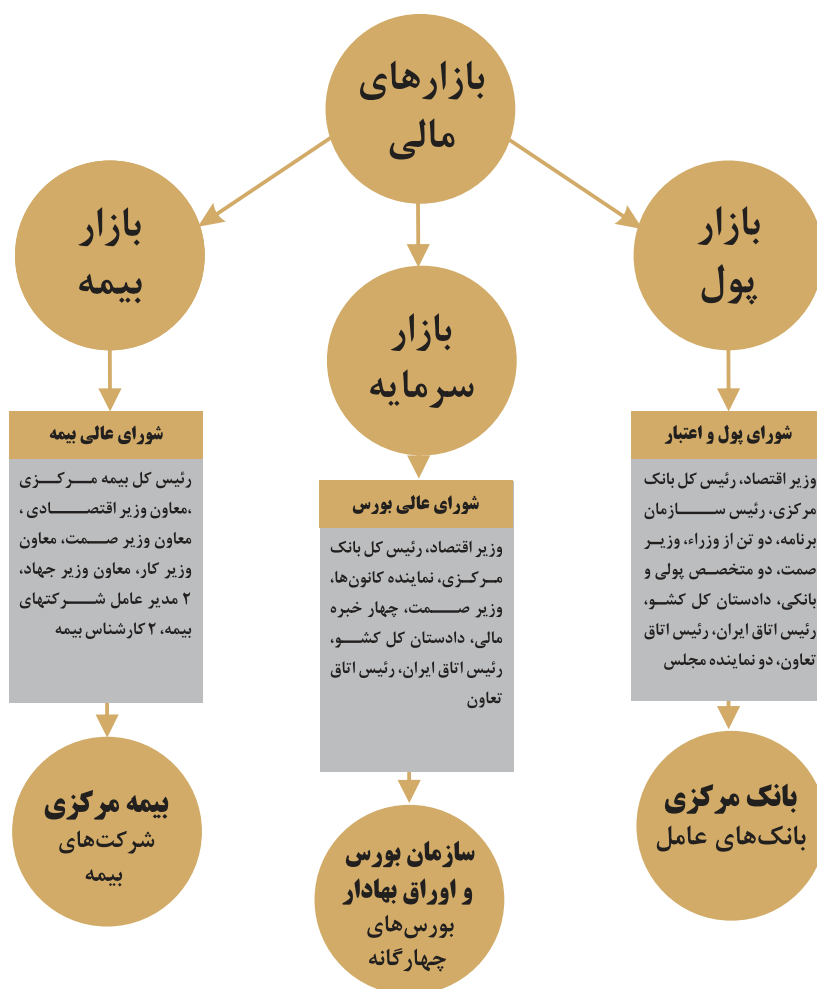 بازارهای
مالی
بازار
پول
شورای پول و اعتبار
وزیر اقتصاد، رئیس کل بانک
مرکزی، رئیس سازمان
برنامه، دو تن از وزراء، وزیر
صمت، دو متخصص پولی و
بانکی، دادستان کل کشو،
رئیس اتاق ایران، رئیس اتاق
تعاون، دو نماینده مجلس
بانک مرکزی
بانک‌های عامل
بازار
سرمایه
شورای عالی بورس
وزیر اقتصاد، رئیس کل بانک
مرکزی، نماینده کانون‌ها،
وزیر صمت، چهار خبره
مالی، دادستان کل کشو،
رئیس اتاق ایران، رئیس اتاق
تعاون
سازمان بورس
و اوراق بهادار
بورس‌های
چهارگانه
بازار
بیمه
شورای عالی بیمه
رئیس کل بیمه مرکزی
،معاون وزیر اقتصادی ،
معاون وزیر صمت، معاون
وزیر کار، معاون وزیر جهاد،
۲ مدیر عامل شرکتهای
بیمه، ۲ کارشناس بیمه
بیمه مرکزی
شرکت‌های
بیمه